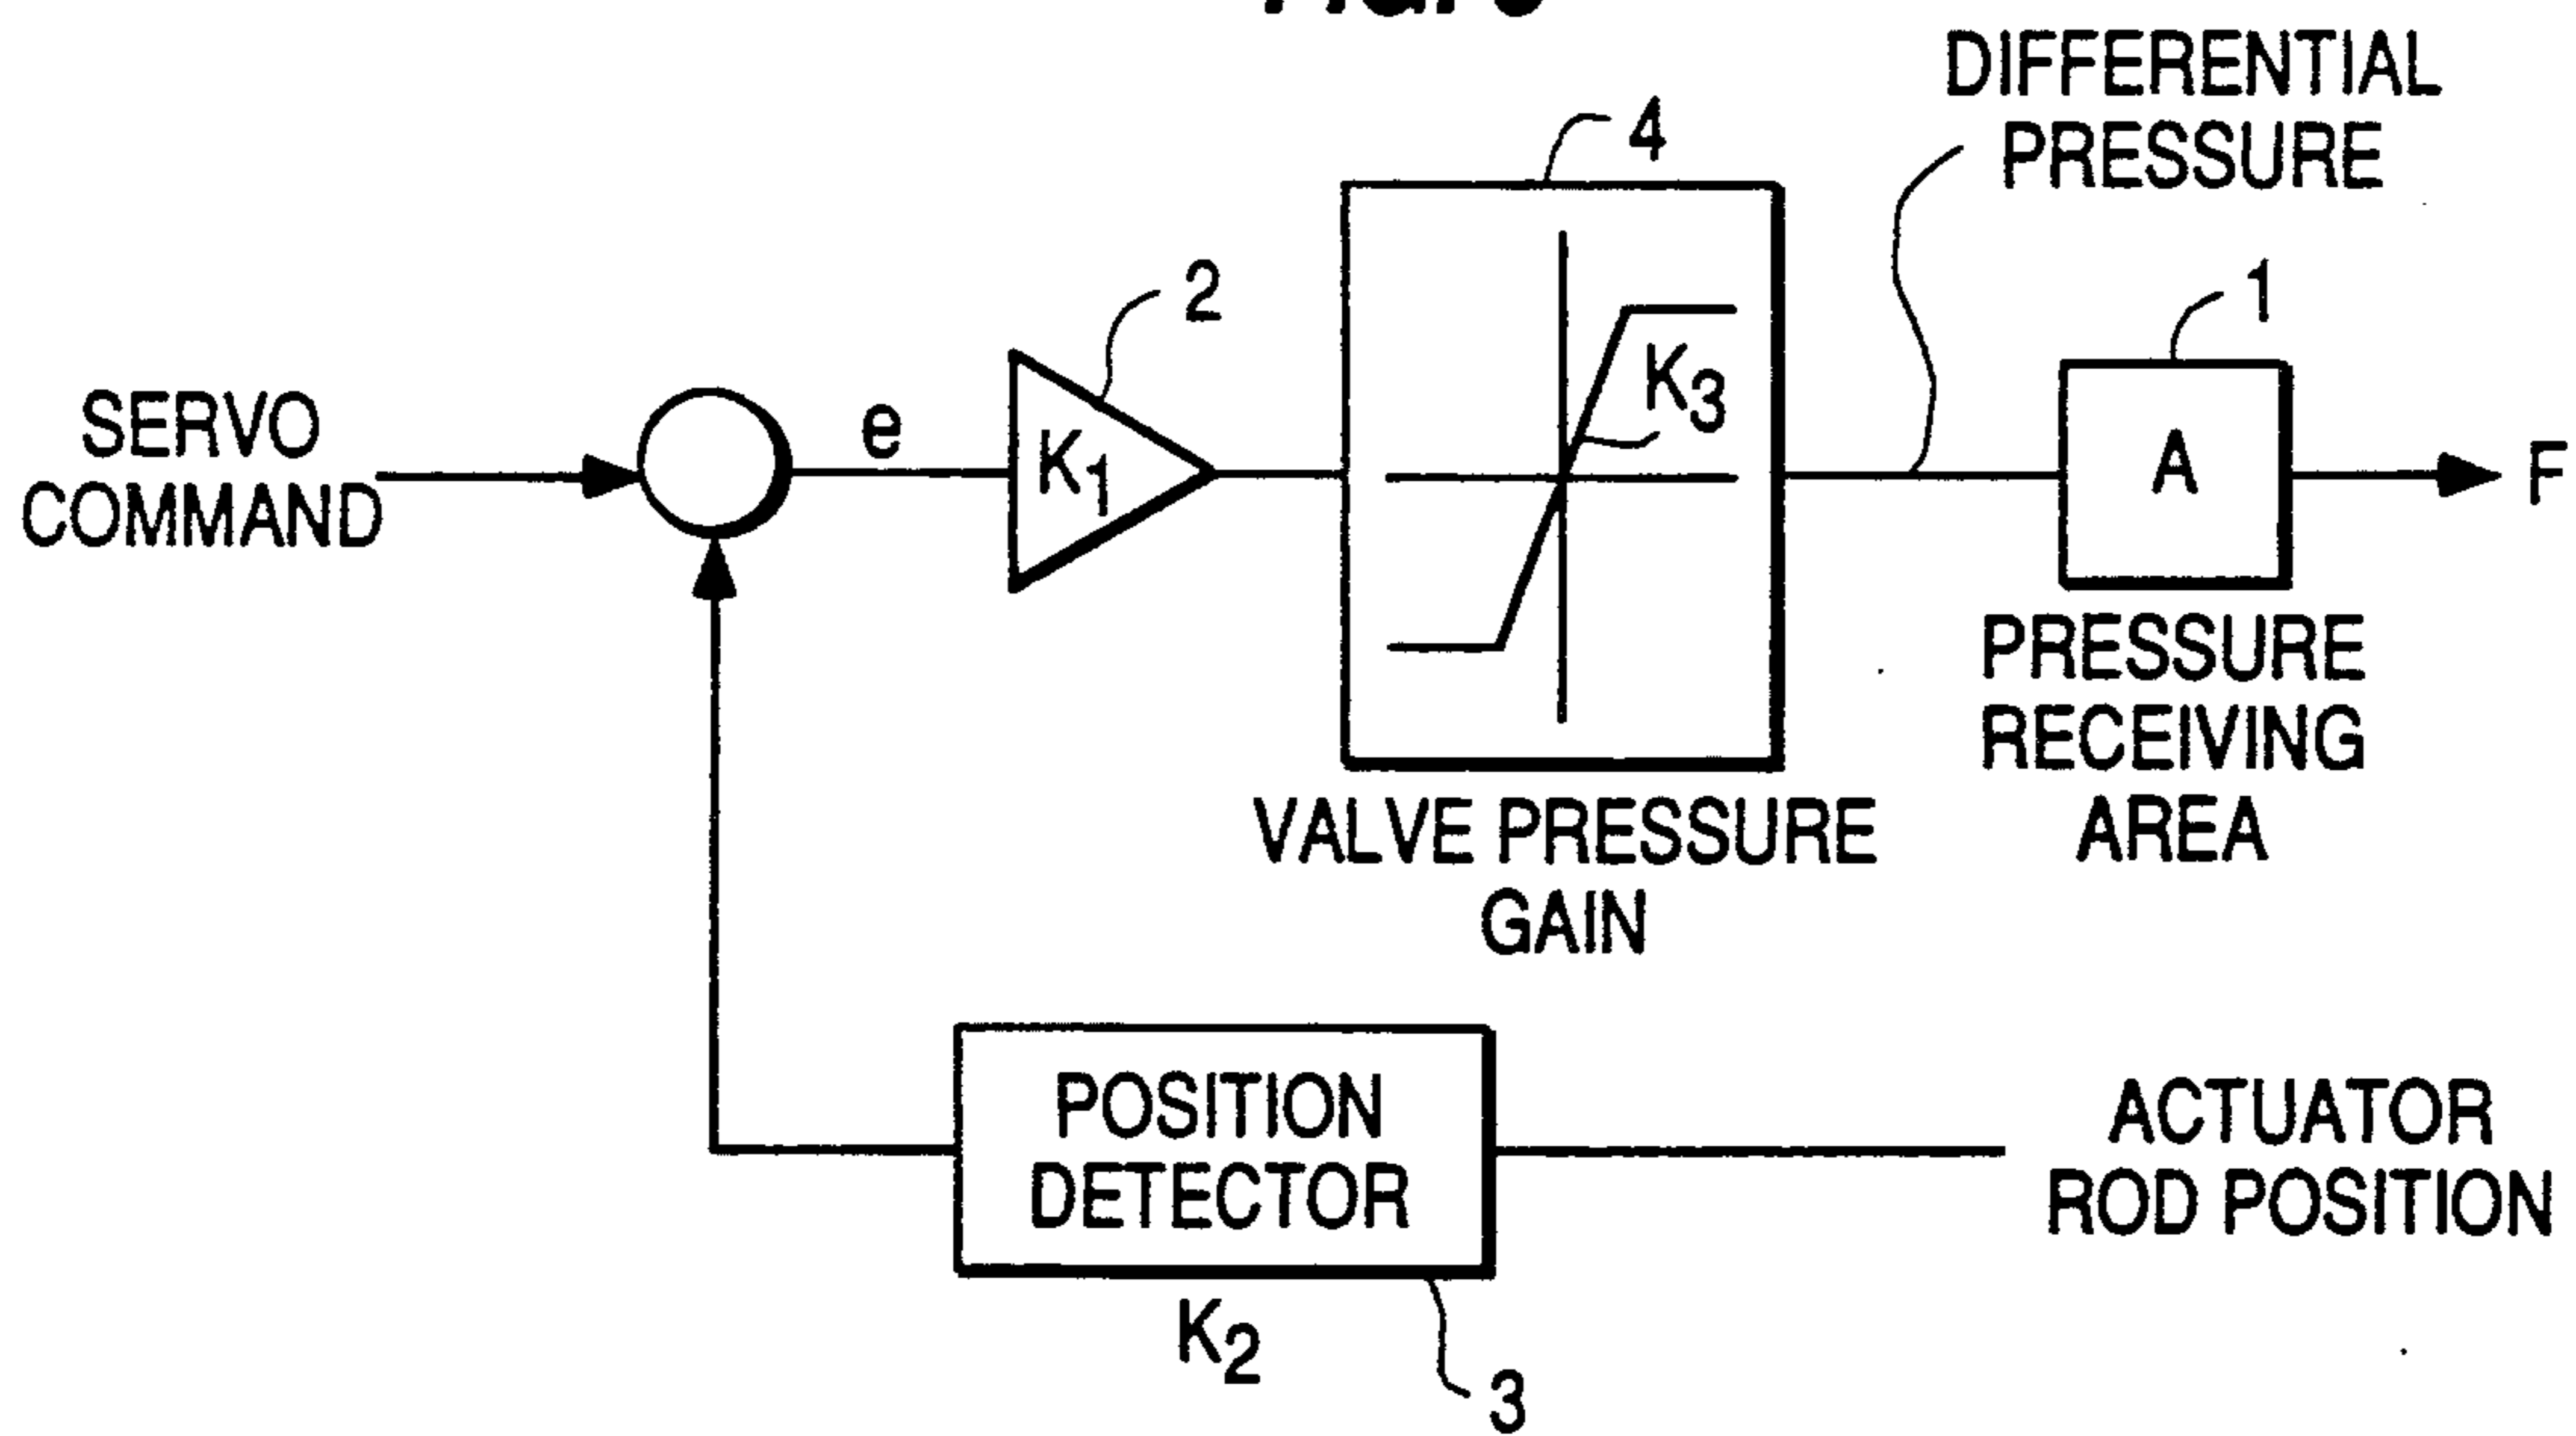 DIFFERENTIAL
PRESSURE
4
2
1
SERVO
COMMAND
e
K1
K3
A
F
PRESSURE
RECEIVING
AREA
VALVE PRESSURE
GAIN
POSITION
DETECTOR
K2
3
ACTUATOR
ROD POSITION